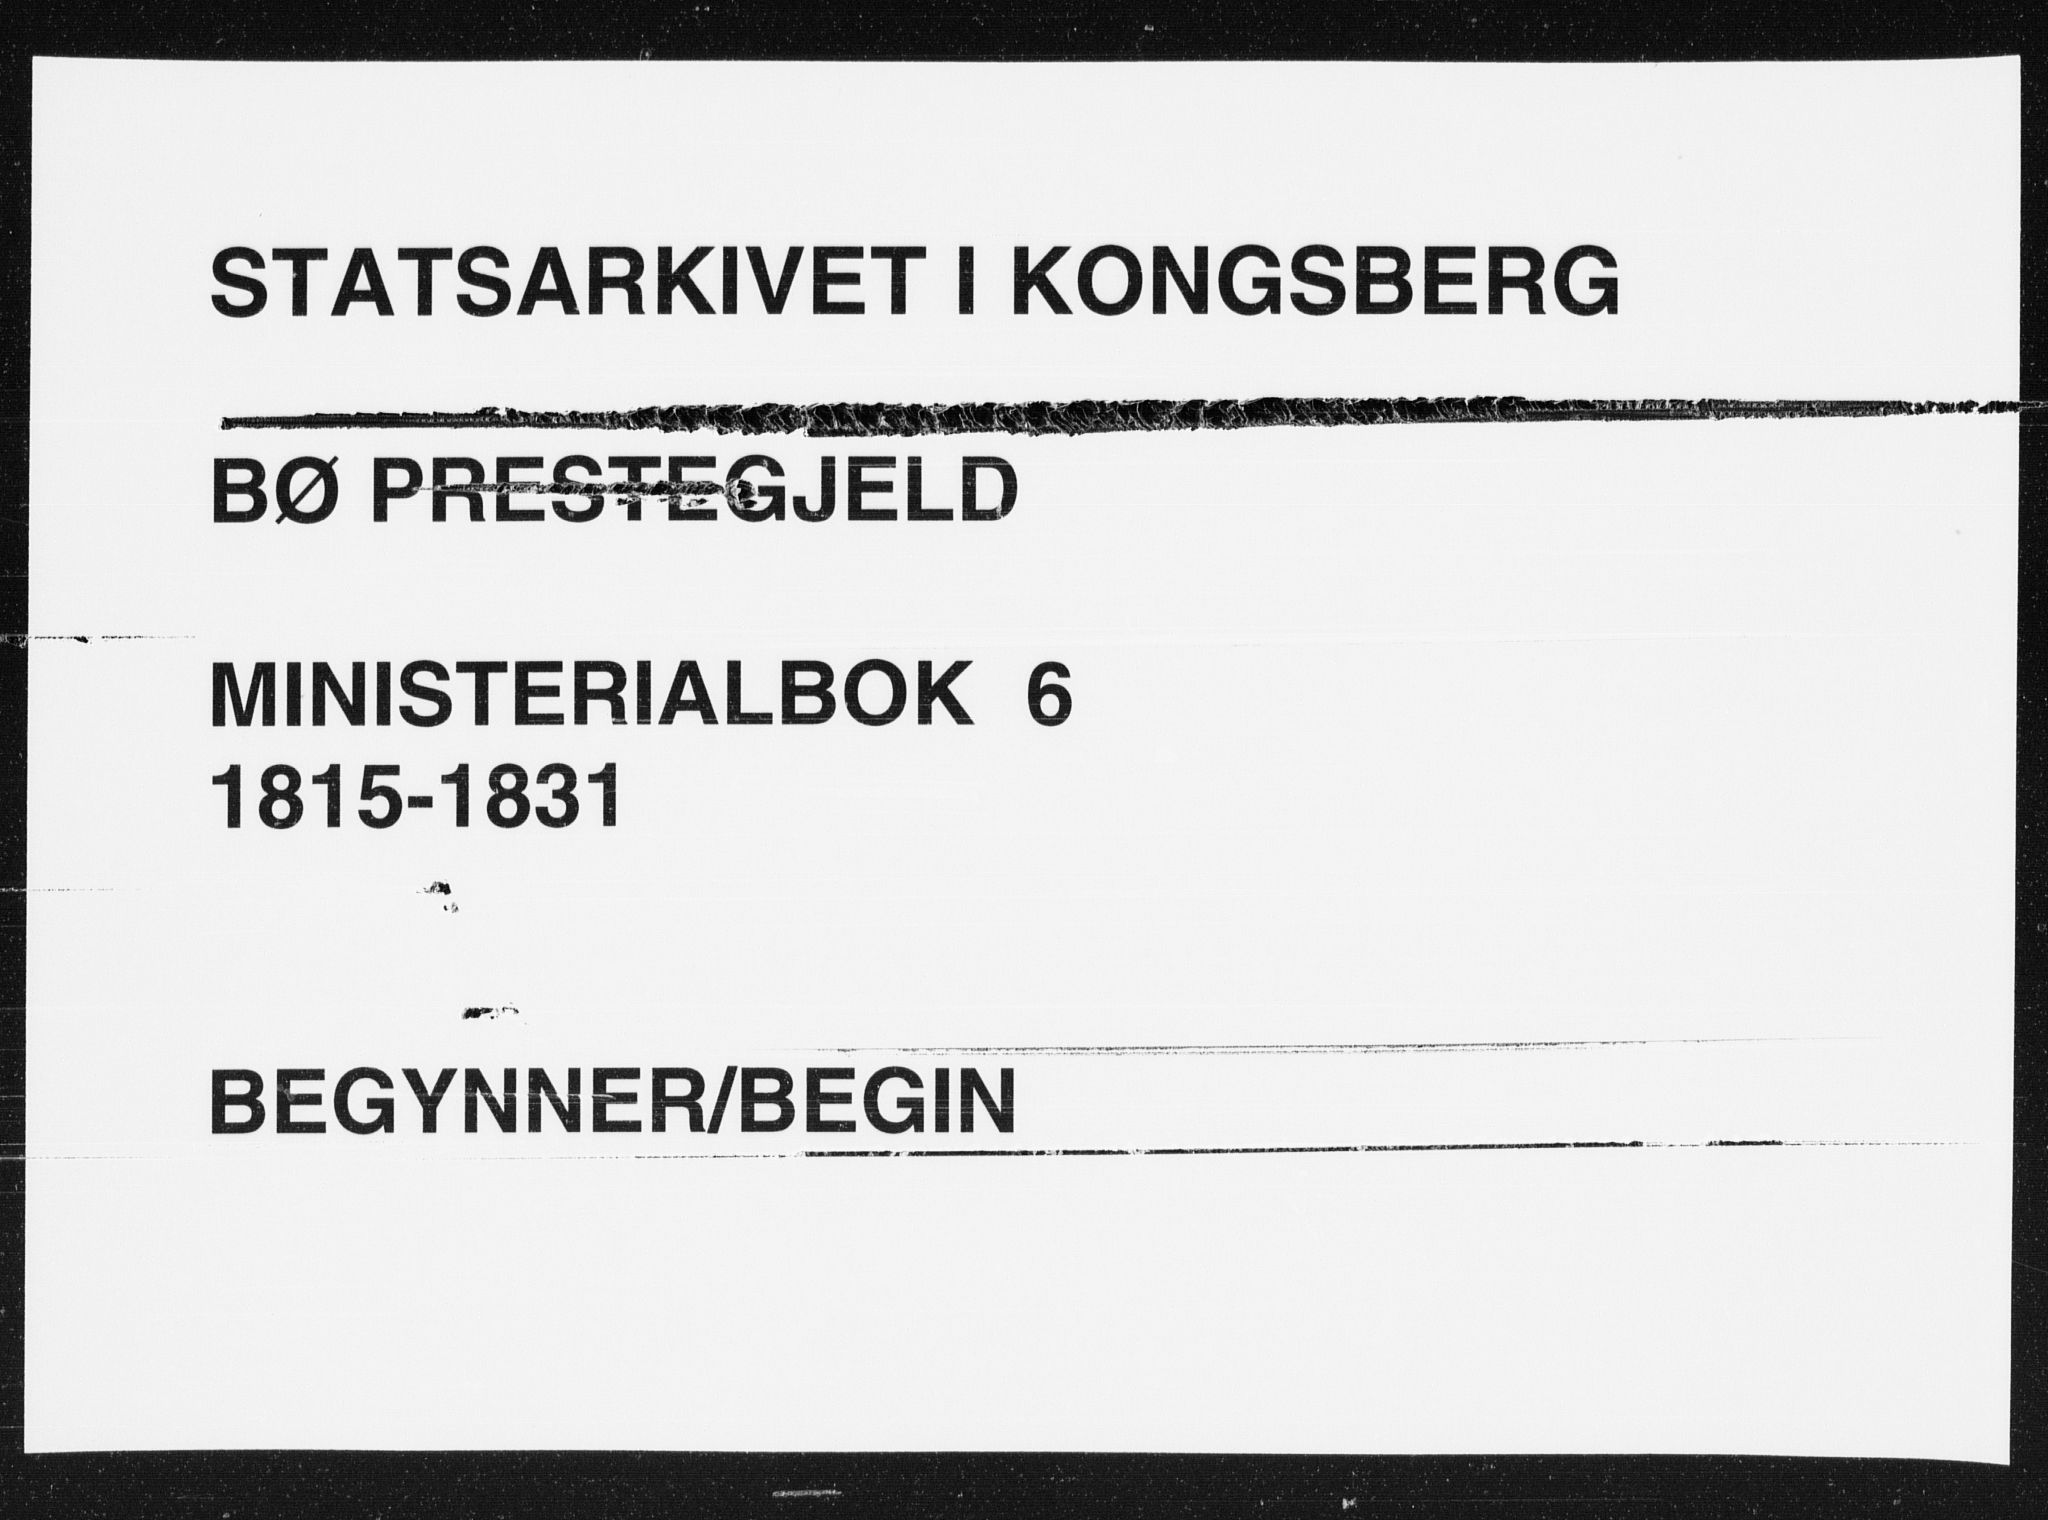 STATSARKIVET I KONGSBERG
BØ PRESTEGJELD
MINISTERIALBOK 6
1815-1831
BEGYNNER/BEGIN